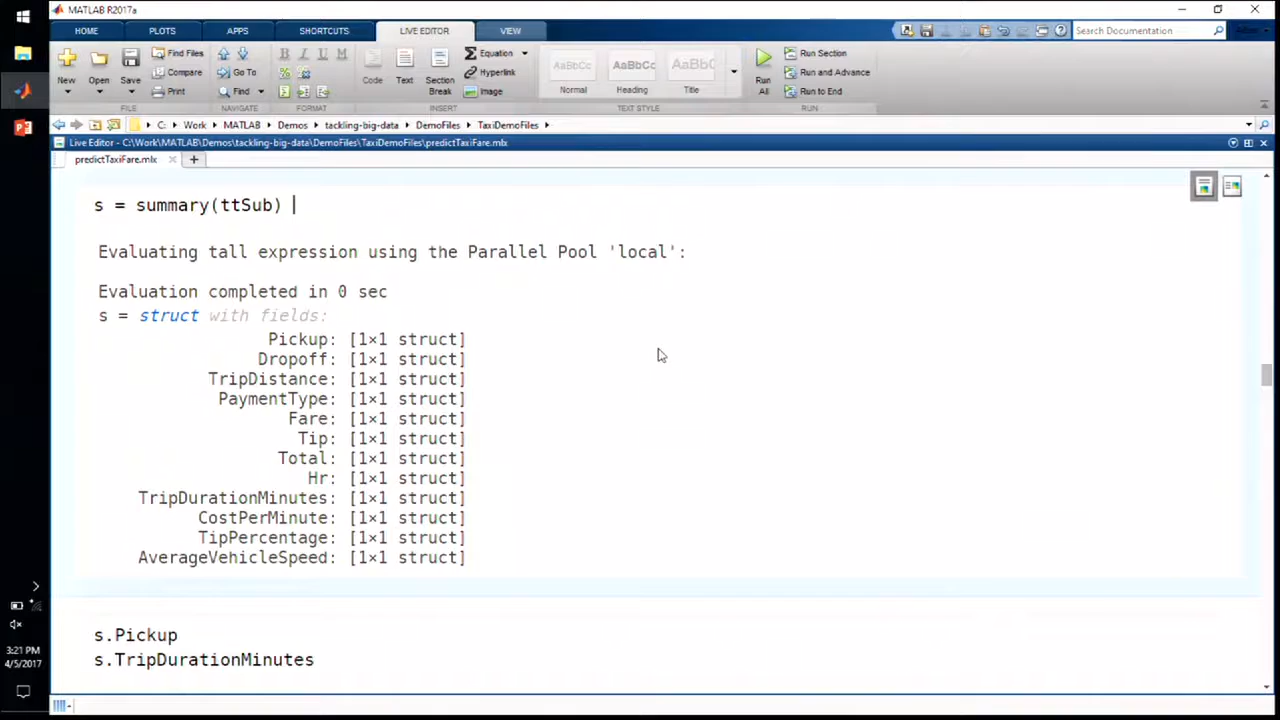 MATLAB R2017a
HOME PLOTS APPS SHORTCUTS LIVE EDITOR VIEW
Search Documentation
New Open Save Find Files Compare Print
Go To Find
B I U M
Code Text Section Break
Equation Hyperlink Image
AaBbCc AaBbCc AaBbC
Normal Heading Title
Run All Run Section Run and Advance Run to End
FILE NAVIGATE FORMAT INSERT TEXT STYLE RUN
C: Work MATLAB Demos tackling-big-data DemoFiles TaxiDemoFiles
Live Editor - C:\Work\MATLAB\Demos\tackling-big-data\DemoFiles\TaxiDemoFiles\predictTaxiFare.mlx
predictTaxiFare.mlx
s = summary(ttSub)
Evaluating tall expression using the Parallel Pool 'local':
Evaluation completed in 0 sec
s = struct with fields:
Pickup: [1×1 struct]
Dropoff: [1×1 struct]
TripDistance: [1×1 struct]
PaymentType: [1×1 struct]
Fare: [1×1 struct]
Tip: [1×1 struct]
Total: [1×1 struct]
Hr: [1×1 struct]
TripDurationMinutes: [1×1 struct]
CostPerMinute: [1×1 struct]
TipPercentage: [1×1 struct]
AverageVehicleSpeed: [1×1 struct]
s.Pickup
s.TripDurationMinutes
3:21 PM
4/5/2017